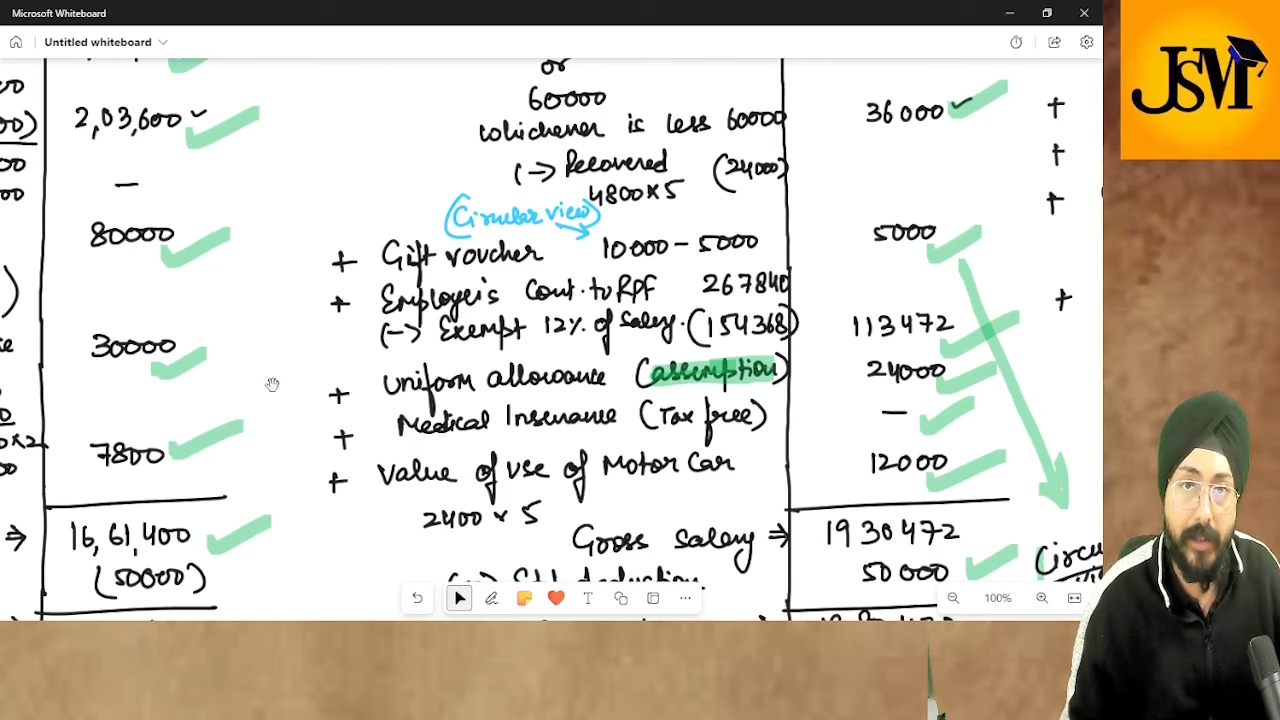 Microsoft Whiteboard
Untitled whiteboard
JSM
2,03,600
—
80000
30000
7800
16,61,400
(50000)
or
60000
whichever is less 60000
(-) Recovered (24000)
4800×5
36000
(Circular view)
+ Gift voucher 10000 - 5000 5000
+ Employer's Cont. to RPF 267840
(-) Exempt 12% of salary. (154368) 113472
+ Uniform allowance (assumption) 24000
+ Medical Insurance (Tax free) —
+ Value of use of Motor Car 12000
2400 × 5
Gross Salary ⇒ 1930472
50000
+
+
+
+
100%